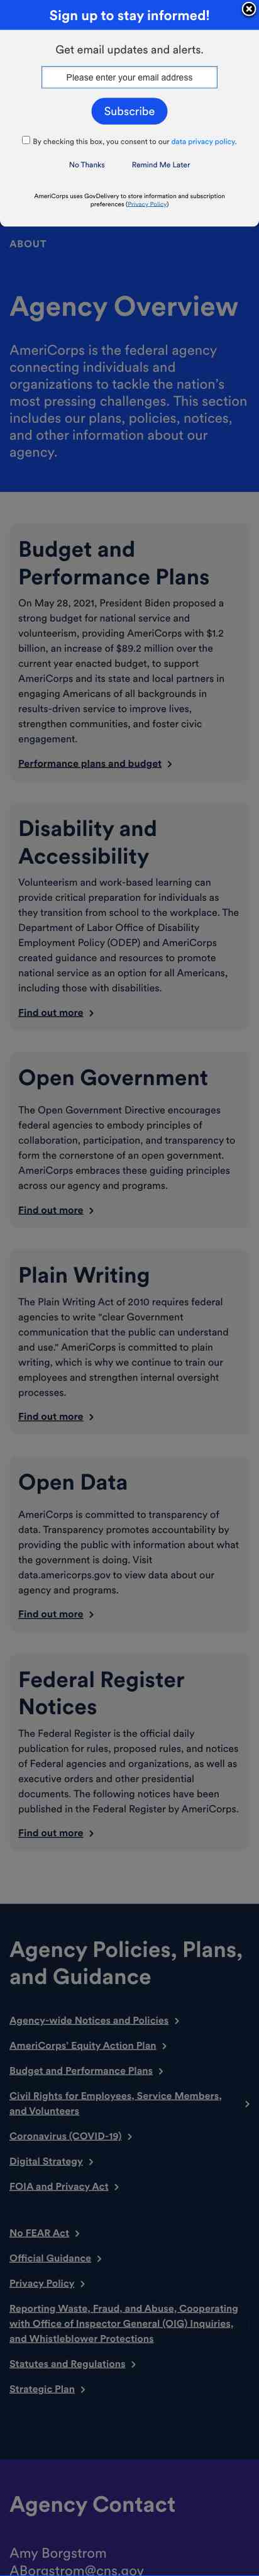 Sign up to stay informed!
Get email updates and alerts.
Please enter your email address
Subscribe
By checking this box, you consent to our data privacy policy.
No Thanks
Remind Me Later
AmeriCorps uses GovDelivery to store information and subscription
preferences (Privacy Policy)
ABOUT
Agency Overview
AmeriCorps is the federal agency
connecting individuals and
organizations to tackle the nation's
most pressing challenges. This section
includes our plans, policies, notices,
and other information about our
agency.
Budget and
Performance Plans
On May 28, 2021, President Biden proposed a
strong budget for national service and
volunteerism, providing AmeriCorps with $1.2
billion, an increase of $89.2 million over the
current year enacted budget, to support
AmeriCorps and its state and local partners in
engaging Americans of all backgrounds in
results-driven service to improve lives,
strengthen communities, and foster civic
engagement.
Performance plans and budget
Disability and
Accessibility
Volunteerism and work-based learning can
provide critical preparation for individuals as
they transition from school to the workplace. The
Department of Labor Office of Disability
Employment Policy (ODEP) and AmeriCorps
created guidance and resources to promote
national service as an option for all Americans,
including those with disabilities.
Find out more
Open Government
The Open Government Directive encourages
federal agencies to embody principles of
collaboration, participation, and transparency to
form the cornerstone of an open government.
AmeriCorps embraces these guiding principles
across our agency and programs.
Find out more
Plain Writing
The Plain Writing Act of 2010 requires federal
agencies to write "clear Government
communication that the public can understand
and use." AmeriCorps is committed to plain
writing, which is why we continue to train our
employees and strengthen internal oversight
processes.
Find out more
Open Data
AmeriCorps is committed to transparency of
data. Transparency promotes accountability by
providing the public with information about what
the government is doing. Visit
data.americorps.gov to view data about our
agency and programs.
Find out more
Federal Register
Notices
The Federal Register is the official daily
publication for rules, proposed rules, and notices
of Federal agencies and organizations, as well as
executive orders and other presidential
documents. The following notices have been
published in the Federal Register by AmeriCorps.
Find out more
Agency Policies, Plans,
and Guidance
Agency-wide Notices and Policies
AmeriCorps' Equity Action Plan
Budget and Performance Plans
Civil Rights for Employees, Service Members,
and Volunteers
Coronavirus (COVID-19)
Digital Strategy
FOIA and Privacy Act
No FEAR Act
Official Guidance
Privacy Policy
Reporting Waste, Fraud, and Abuse, Cooperating
with Office of Inspector General (OIG) Inquiries,
and Whistleblower Protections
Statutes and Regulations
Strategic Plan
Agency Contact
Amy Borgstrom
ABorgstrom@cns.gov